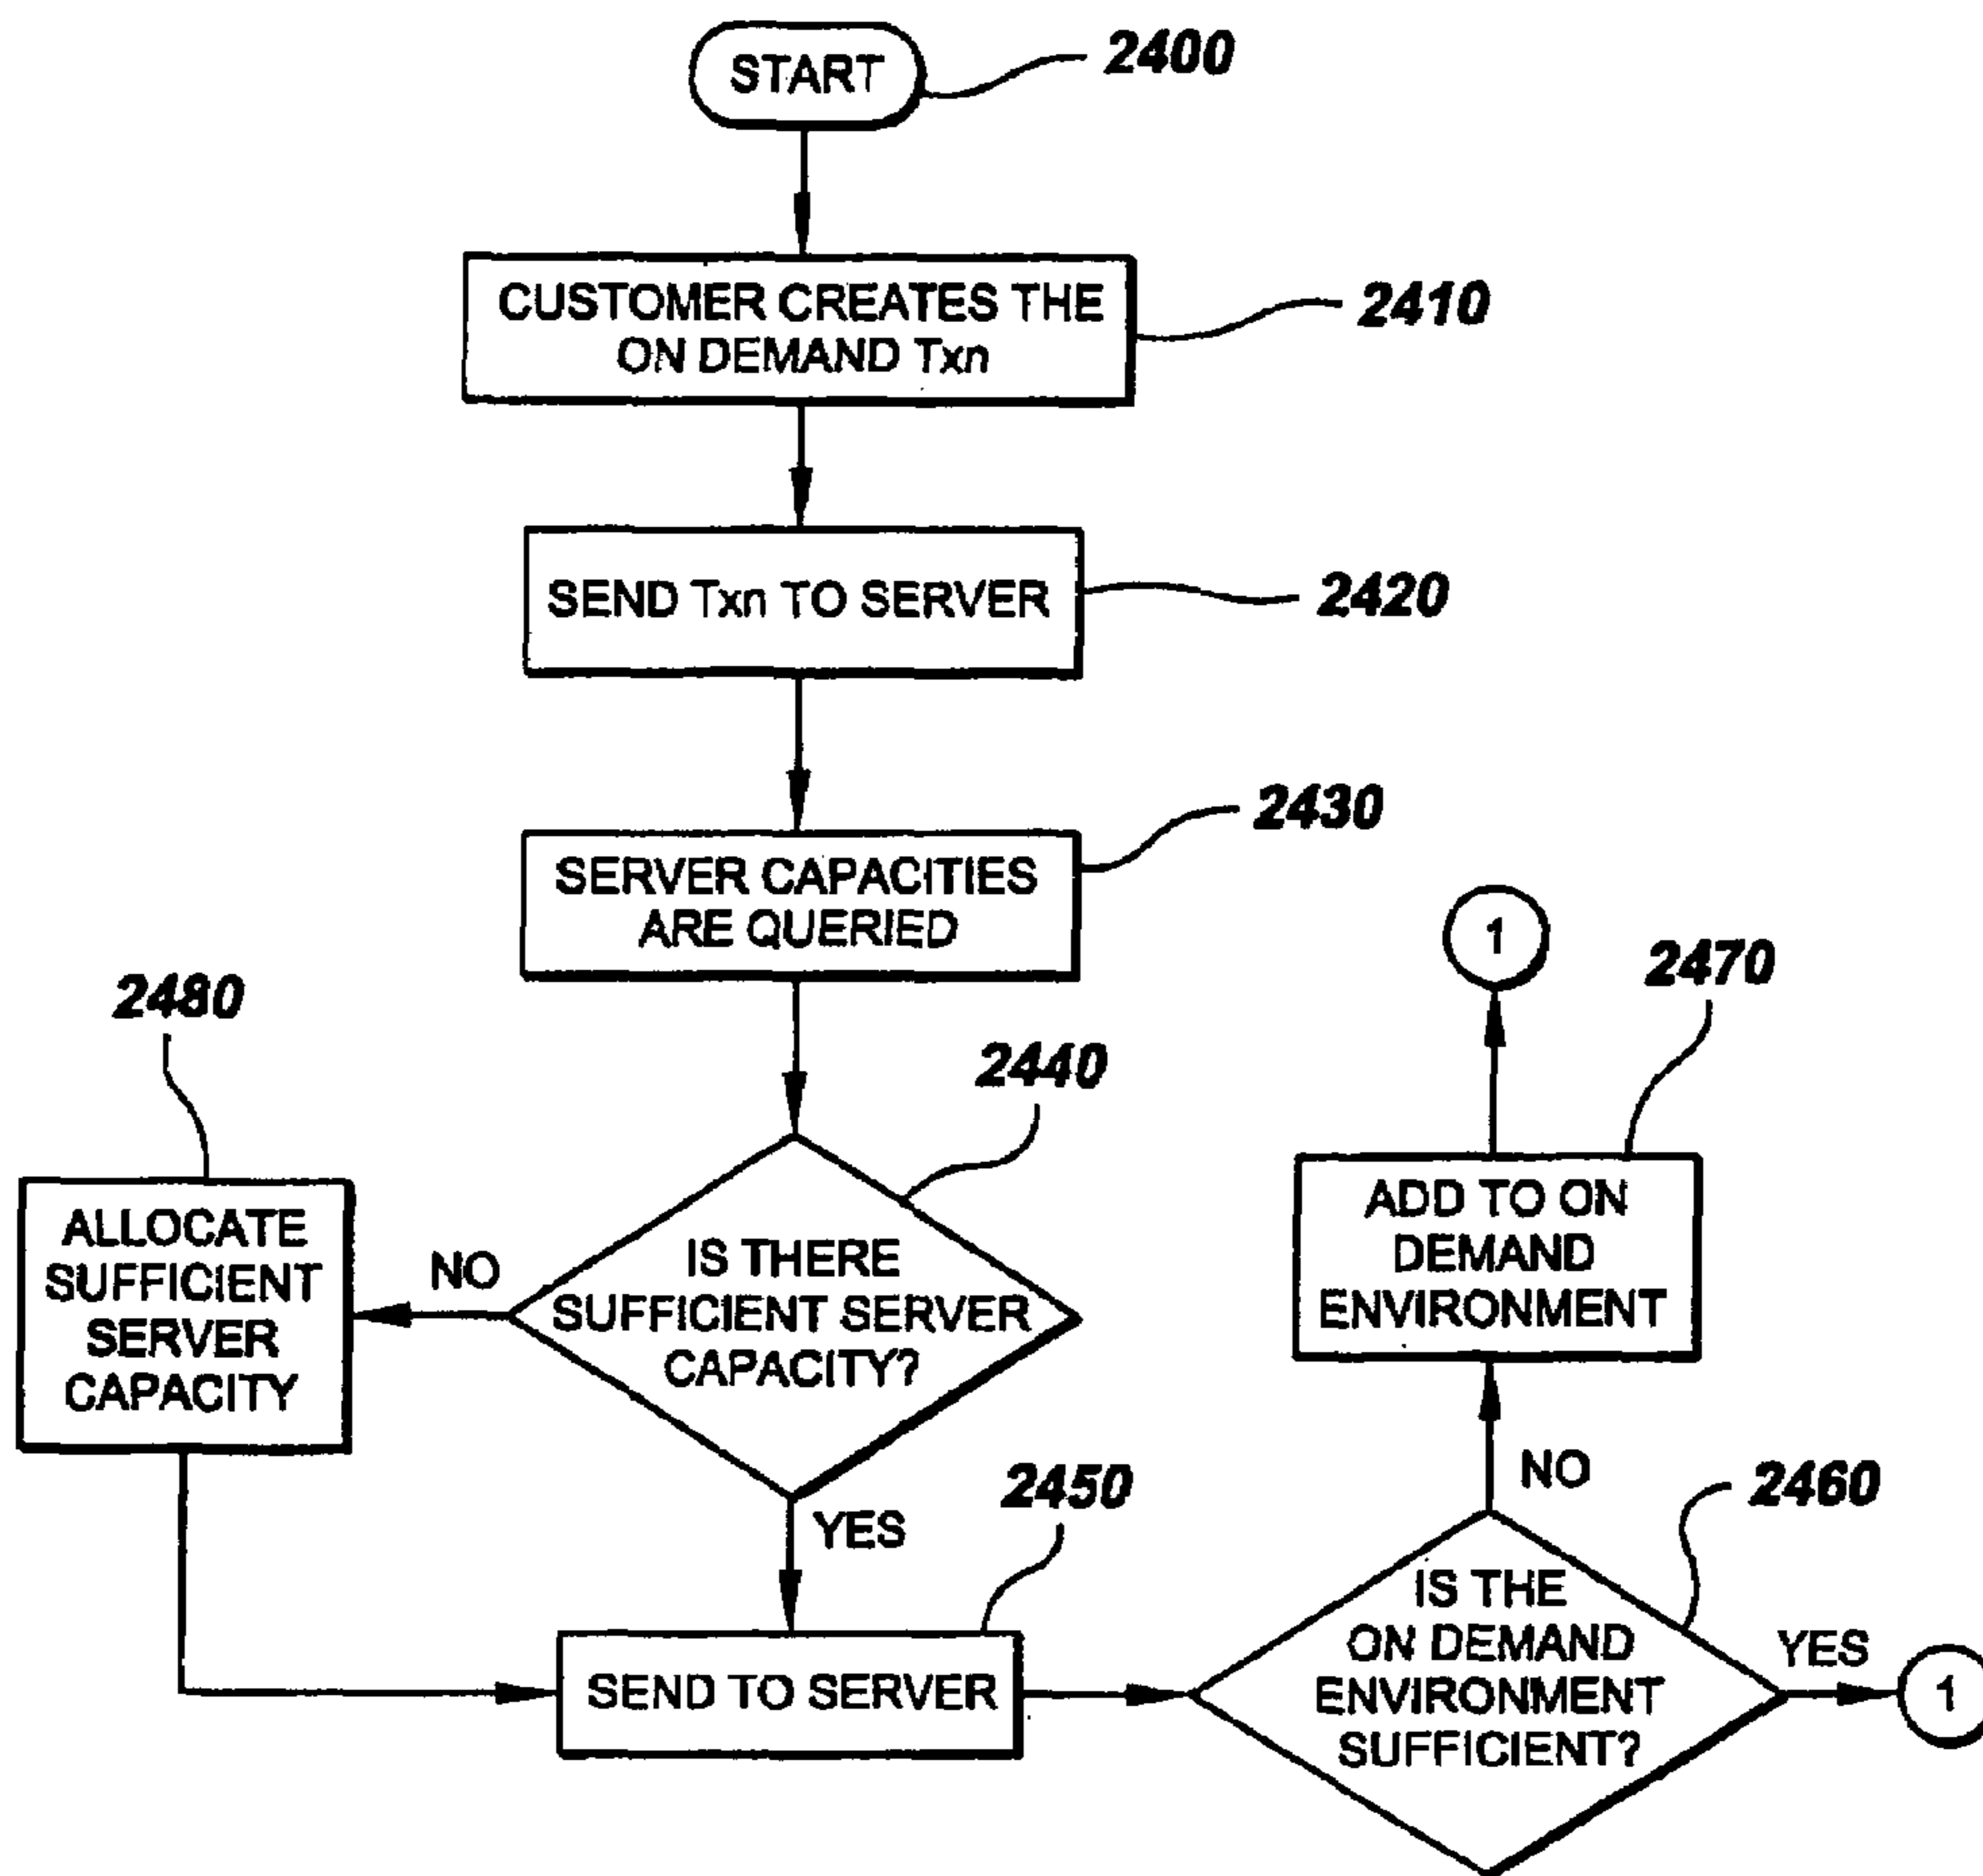 START
2400
CUSTOMER CREATES THE
ON DEMAND Txn
2410
SEND Txn TO SERVER
2420
SERVER CAPACITIES
ARE QUERIED
2430
2440
IS THERE
SUFFICIENT SERVER
CAPACITY?
NO
2480
ALLOCATE
SUFFICIENT
SERVER
CAPACITY
YES
2450
SEND TO SERVER
2460
IS THE
ON DEMAND
ENVIRONMENT
SUFFICIENT?
YES
1
NO
2470
ADD TO ON
DEMAND
ENVIRONMENT
1